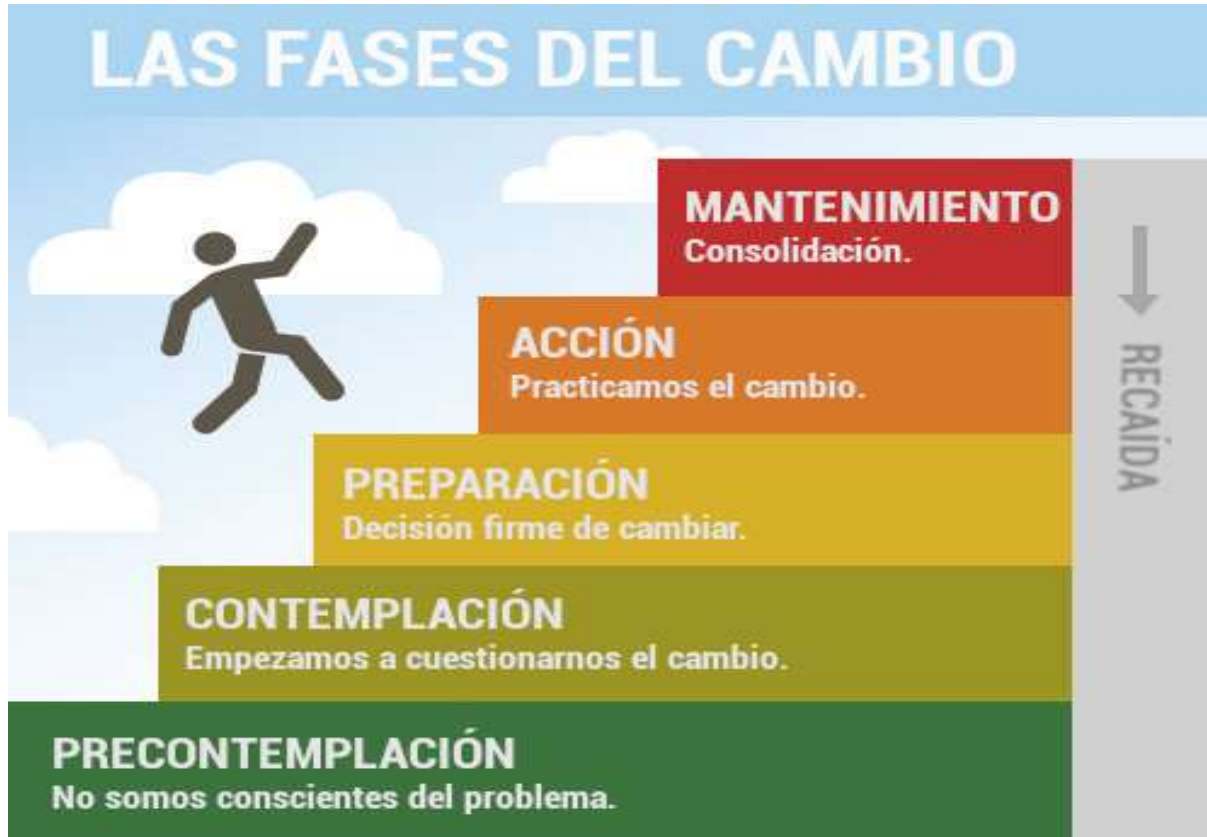 LAS FASES DEL CAMBIO
MANTENIMIENTO
Consolidación.
ACCIÓN
Practicamos el cambio.
PREPARACIÓN
Decisión firme de cambiar.
CONTEMPLACIÓN
Empezamos a cuestionarnos el cambio.
PRECONTEMPLACIÓN
No somos conscientes del problema.
RECAÍDA